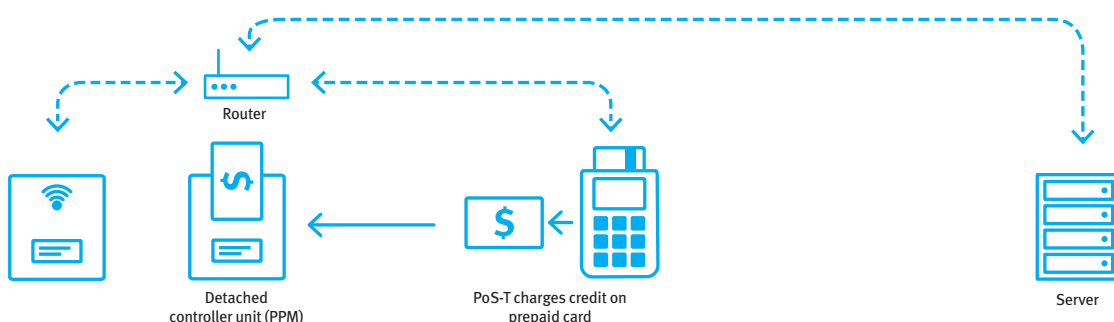 Router
$
$
Detached
controller unit (PPM)
PoS-T charges credit on
prepaid card
Server